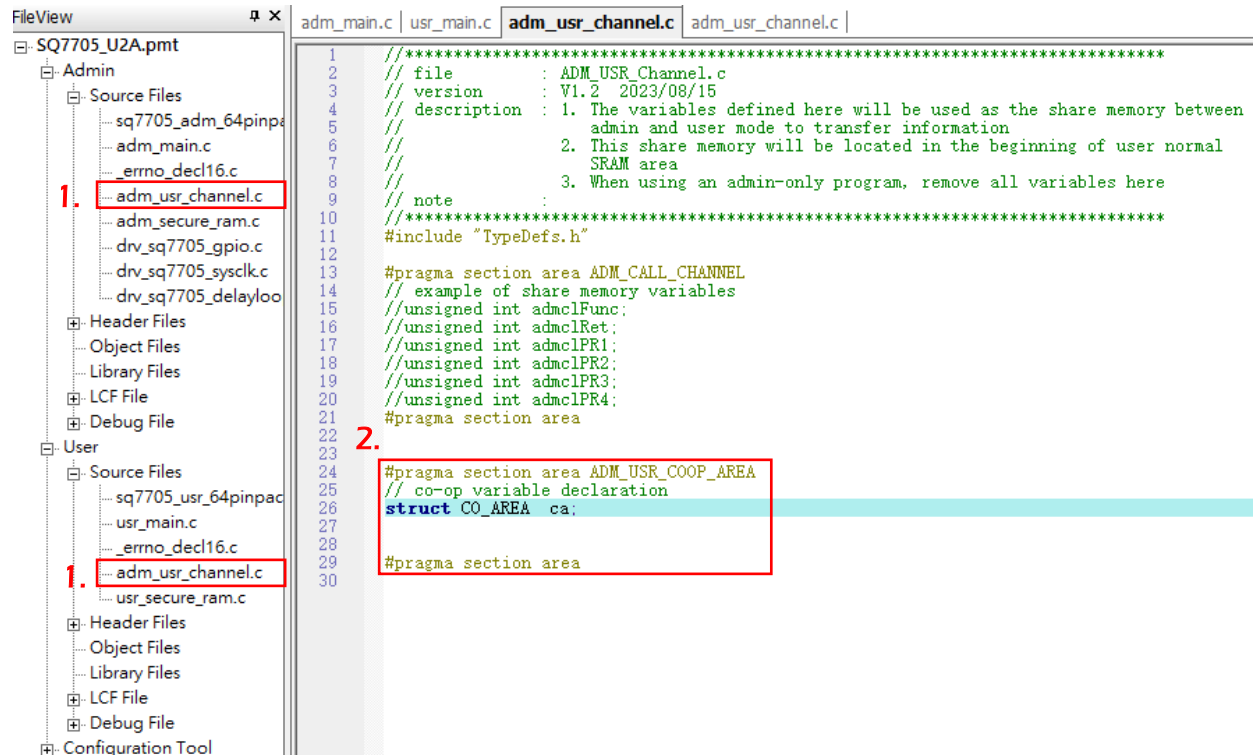 FileView
SQ7705_U2A.pmt
Admin
Source Files
sq7705_adm_64pinpa
adm_main.c
_errno_decl16.c
1.
adm_usr_channel.c
adm_secure_ram.c
drv_sq7705_gpio.c
drv_sq7705_sysclk.c
drv_sq7705_delayloo
Header Files
Object Files
Library Files
LCF File
Debug File
User
Source Files
sq7705_usr_64pinpac
usr_main.c
_errno_decl16.c
1.
adm_usr_channel.c
usr_secure_ram.c
Header Files
Object Files
Library Files
LCF File
Debug File
Configuration Tool
adm_main.c | usr_main.c | adm_usr_channel.c | adm_usr_channel.c |
1 //****************************************************************************
2 // file : ADM_USR_Channel.c
3 // version : V1.2 2023/08/15
4 // description : 1. The variables defined here will be used as the share memory between
5 // admin and user mode to transfer information
6 // 2. This share memory will be located in the beginning of user normal
7 // SRAM area
8 // 3. When using an admin-only program, remove all variables here
9 // note :
10 //****************************************************************************
11 #include "TypeDefs.h"
12
13 #pragma section area ADM_CALL_CHANNEL
14 // example of share memory variables
15 //unsigned int admclFunc;
16 //unsigned int admclRet;
17 //unsigned int admclPR1;
18 //unsigned int admclPR2;
19 //unsigned int admclPR3;
20 //unsigned int admclPR4;
21 #pragma section area
22
2.
23
24 #pragma section area ADM_USR_COOP_AREA
25 // co-op variable declaration
26 struct CO_AREA ca;
27
28
29 #pragma section area
30